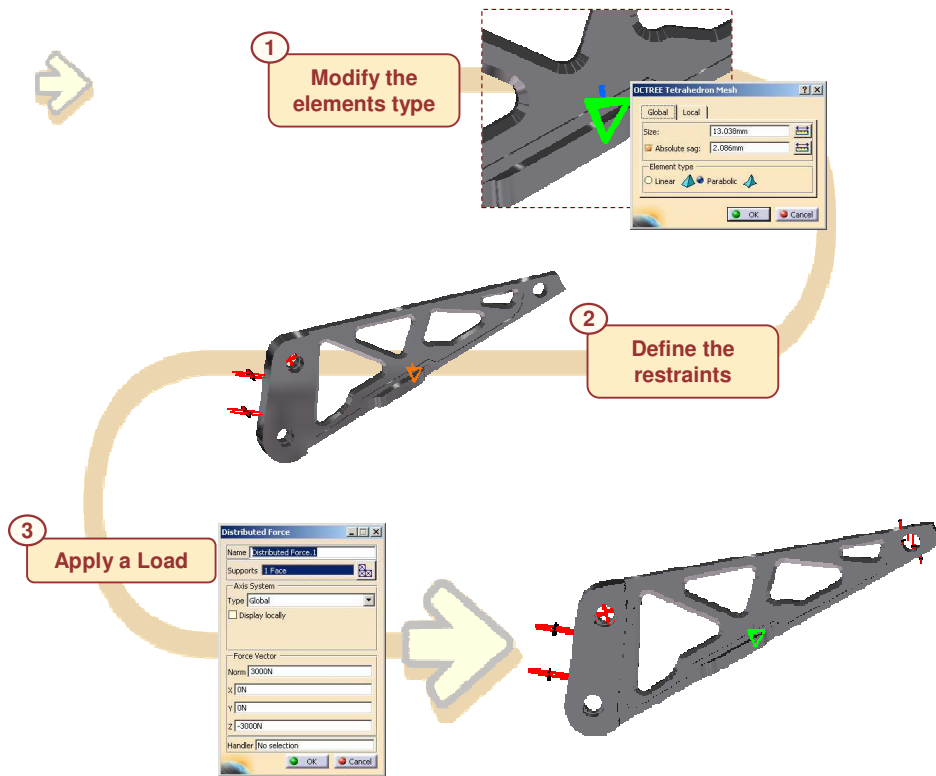 1
Modify the
elements type
OCTREE Tetrahedron Mesh
Global Local
Size: 13.038mm
Absolute sag: 2.086mm
Element type
Linear Parabolic
OK Cancel
2
Define the
restraints
3
Apply a Load
Distributed Force
Name Distributed Force.1
Supports 1 Face
Axis System
Type Global
Display locally
Force Vector
Norm 3000N
X 0N
Y 0N
Z -3000N
Handler No selection
OK Cancel